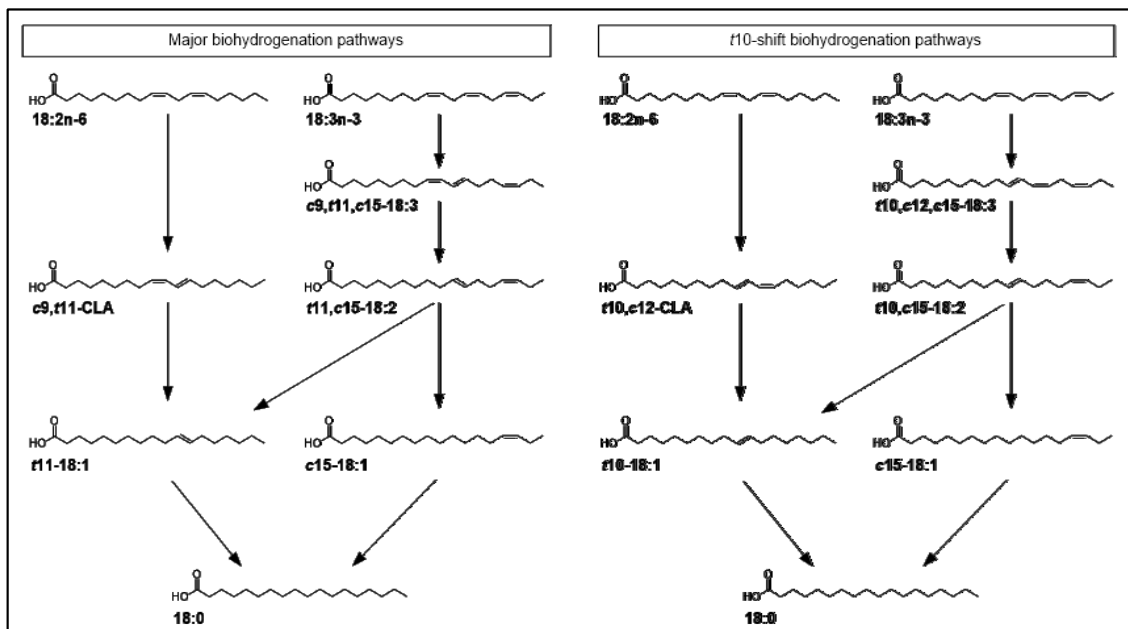 Major biohydrogenation pathways
t10-shift biohydrogenation pathways
O
HO
18:2n-6
O
HO
18:3n-3
O
HO
18:2n-6
O
HO
18:3n-3
O
HO
c9,t11,c15-18:3
O
HO
t10,c12,c15-18:3
O
HO
c9,t11-CLA
O
HO
t11,c15-18:2
O
HO
t10,c12-CLA
O
HO
t10,c15-18:2
O
HO
t11-18:1
O
HO
c15-18:1
O
HO
t10-18:1
O
HO
c15-18:1
O
HO
18:0
O
HO
18:0